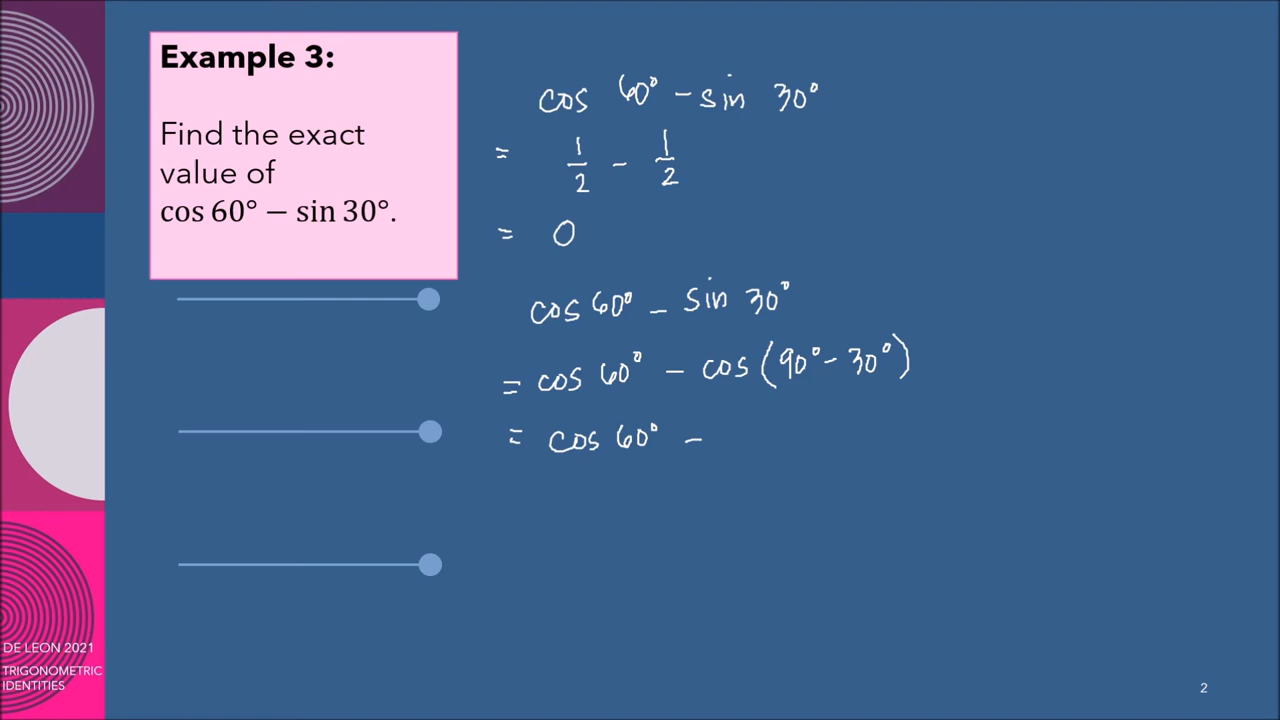 Example 3:
Find the exact
value of
cos 60° − sin 30°.
cos 60° − sin 30°
= 1/2 − 1/2
= 0
cos 60° − sin 30°
= cos 60° − cos (90° − 30°)
= cos 60° −
DE LEON 2021
TRIGONOMETRIC
IDENTITIES
2